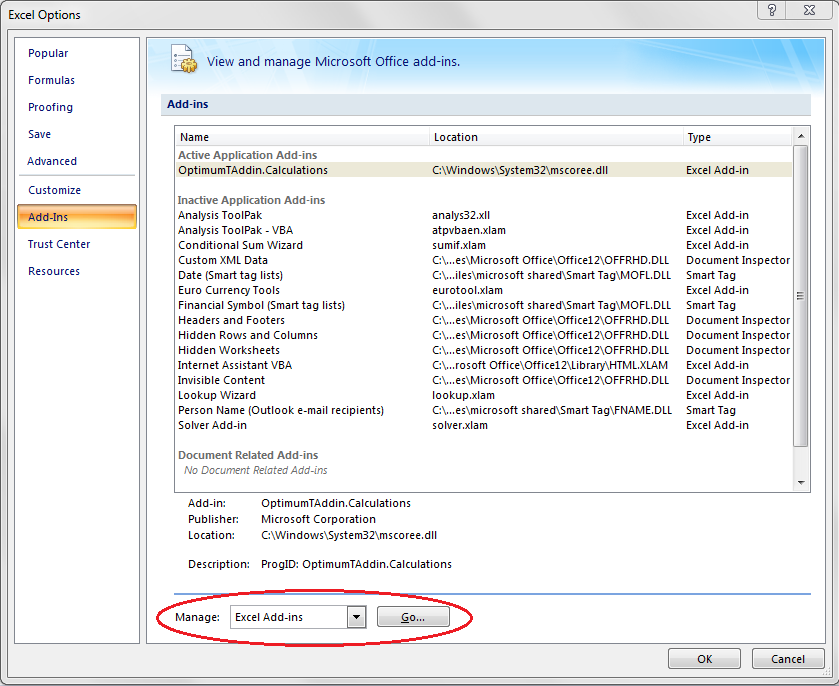 Excel Options
Popular
Formulas
Proofing
Save
Advanced
Customize
Add-Ins
Trust Center
Resources
View and manage Microsoft Office add-ins.
Add-ins
Name Location Type
Active Application Add-ins
OptimumTAddin.Calculations C:\Windows\System32\mscoree.dll Excel Add-in
Inactive Application Add-ins
Analysis ToolPak analys32.xll Excel Add-in
Analysis ToolPak - VBA atpvbaen.xlam Excel Add-in
Conditional Sum Wizard sumif.xlam Excel Add-in
Custom XML Data C:\...es\Microsoft Office\Office12\OFFRHD.DLL Document Inspector
Date (Smart tag lists) C:\...iles\microsoft shared\Smart Tag\MOFL.DLL Smart Tag
Euro Currency Tools eurotool.xlam Excel Add-in
Financial Symbol (Smart tag lists) C:\...iles\microsoft shared\Smart Tag\MOFL.DLL Smart Tag
Headers and Footers C:\...es\Microsoft Office\Office12\OFFRHD.DLL Document Inspector
Hidden Rows and Columns C:\...es\Microsoft Office\Office12\OFFRHD.DLL Document Inspector
Hidden Worksheets C:\...es\Microsoft Office\Office12\OFFRHD.DLL Document Inspector
Internet Assistant VBA C:\...rosoft Office\Office12\Library\HTML.XLAM Excel Add-in
Invisible Content C:\...es\Microsoft Office\Office12\OFFRHD.DLL Document Inspector
Lookup Wizard lookup.xlam Excel Add-in
Person Name (Outlook e-mail recipients) C:\...es\microsoft shared\Smart Tag\FNAME.DLL Smart Tag
Solver Add-in solver.xlam Excel Add-in
Document Related Add-ins
No Document Related Add-ins
Add-in: OptimumTAddin.Calculations
Publisher: Microsoft Corporation
Location: C:\Windows\System32\mscoree.dll
Description: ProgID: OptimumTAddin.Calculations
Manage: Excel Add-ins Go...
OK Cancel